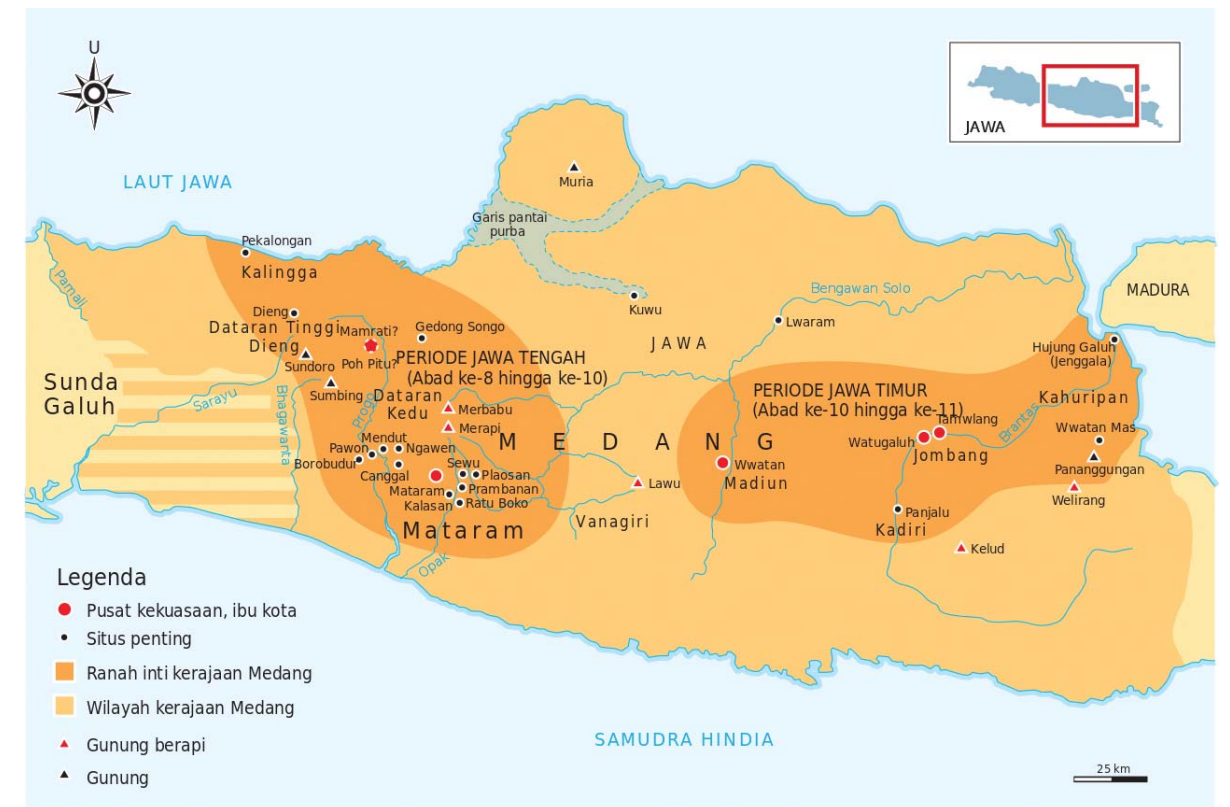 U
JAWA
LAUT JAWA
Muria
Garis pantai
purba
Pekalongan
Kalingga
Pamali
MADURA
Bengawan Solo
Kuwu
Lwaram
Dieng
Dataran Tinggi
Dieng
Mamrati?
Poh Pitu?
Gedong Songo
JAWA
Hujung Galuh
(Jenggala)
Sundoro
PERIODE JAWA TENGAH
(Abad ke-8 hingga ke-10)
Sunda
Galuh
Sarayu
Bhagawanta
Sumbing
Progo
Dataran
Kedu
Merbabu
Merapi
PERIODE JAWA TIMUR
(Abad ke-10 hingga ke-11)
Kahuripan
Tamwlang
Brantas
Watugaluh
Jombang
Wwatan Mas
Pananggungan
Welirang
MEDANG
Mendut
Pawon
Ngawen
Borobudur
Canggal
Sewu
Plaosan
Mataram
Prambanan
Kalasan
Ratu Boko
Mataram
Opak
Lawu
Vanagiri
Wwatan
Madiun
Panjalu
Kadiri
Kelud
Legenda
Pusat kekuasaan, ibu kota
Situs penting
Ranah inti kerajaan Medang
Wilayah kerajaan Medang
Gunung berapi
Gunung
SAMUDRA HINDIA
25 km